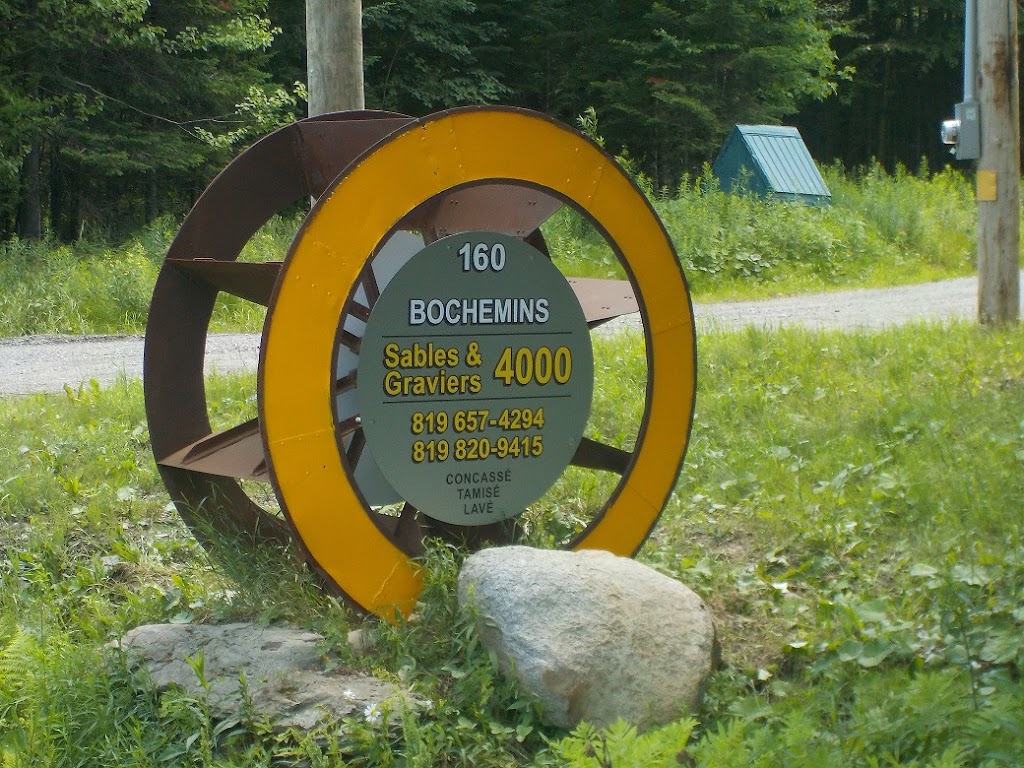 160
BOCHEMINS
Sables & 4000
Graviers
819 657-4294
819 820-9415
CONCASSÉ
TAMISÉ
LAVÉ